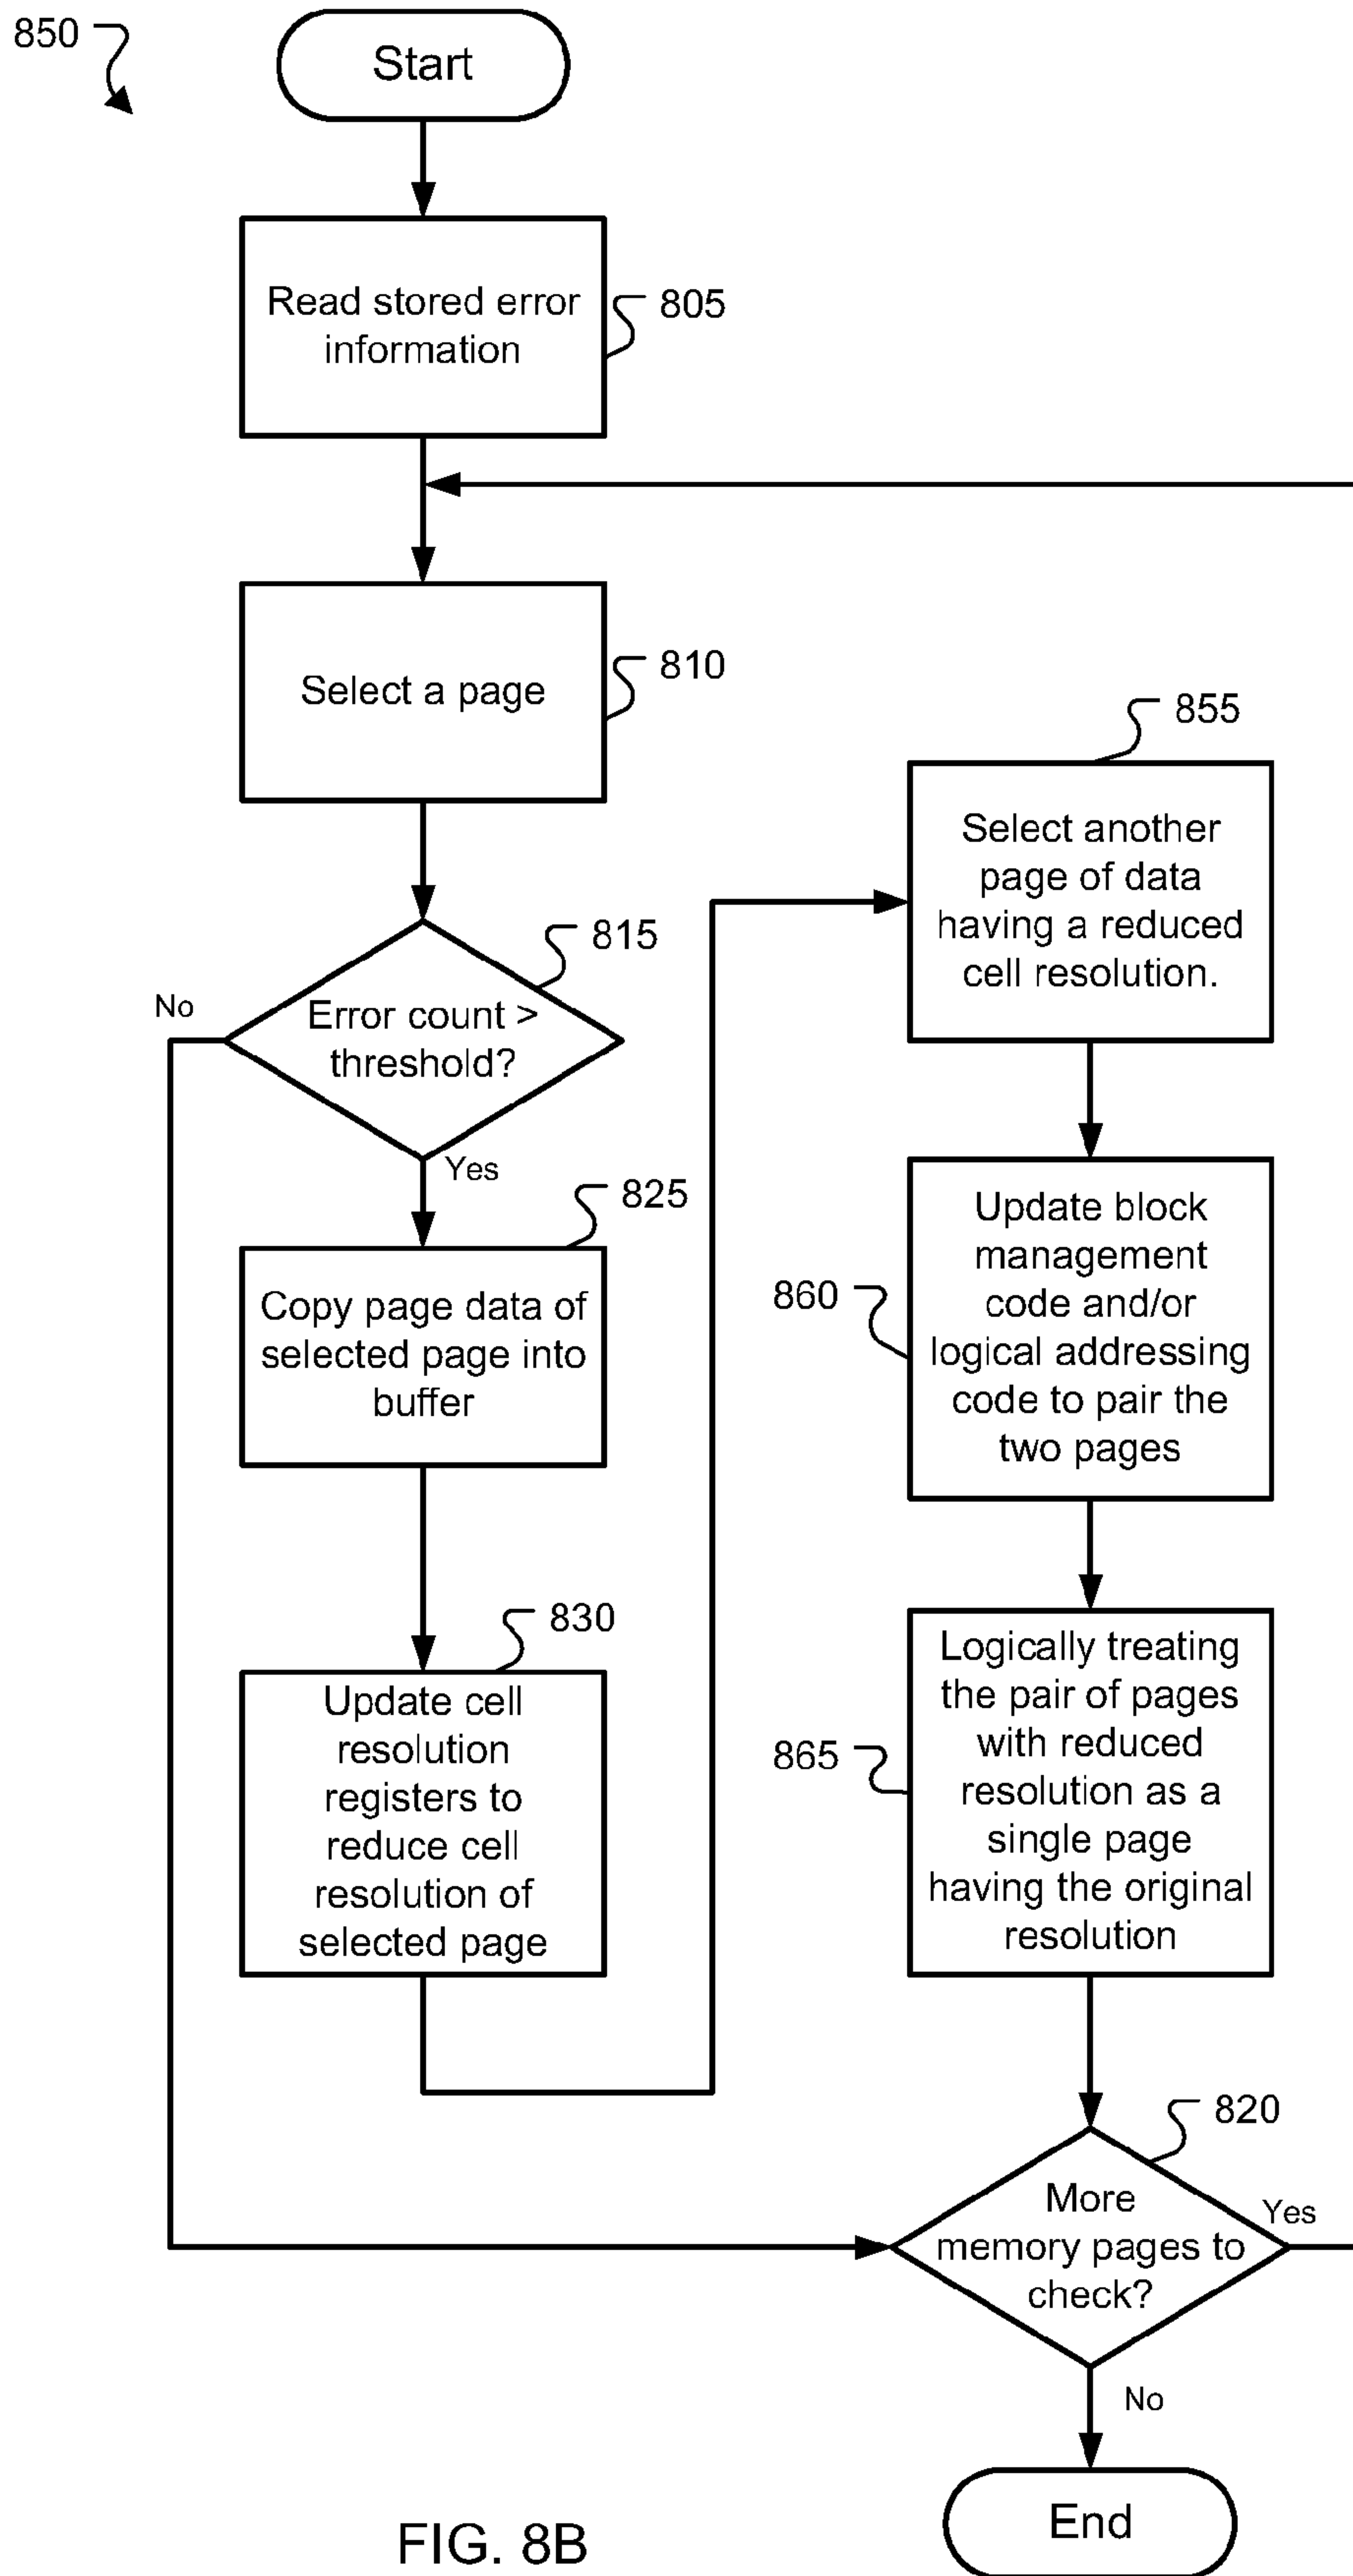 850
Start
Read stored error
information
805
Select a page
810
Error count >
threshold?
815
No
Yes
Copy page data of
selected page into
buffer
825
Update cell
resolution
registers to
reduce cell
resolution of
selected page
830
Select another
page of data
having a reduced
cell resolution.
855
Update block
management
code and/or
logical addressing
code to pair the
two pages
860
Logically treating
the pair of pages
with reduced
resolution as a
single page
having the original
resolution
865
More
memory pages to
check?
820
Yes
No
End
FIG. 8B